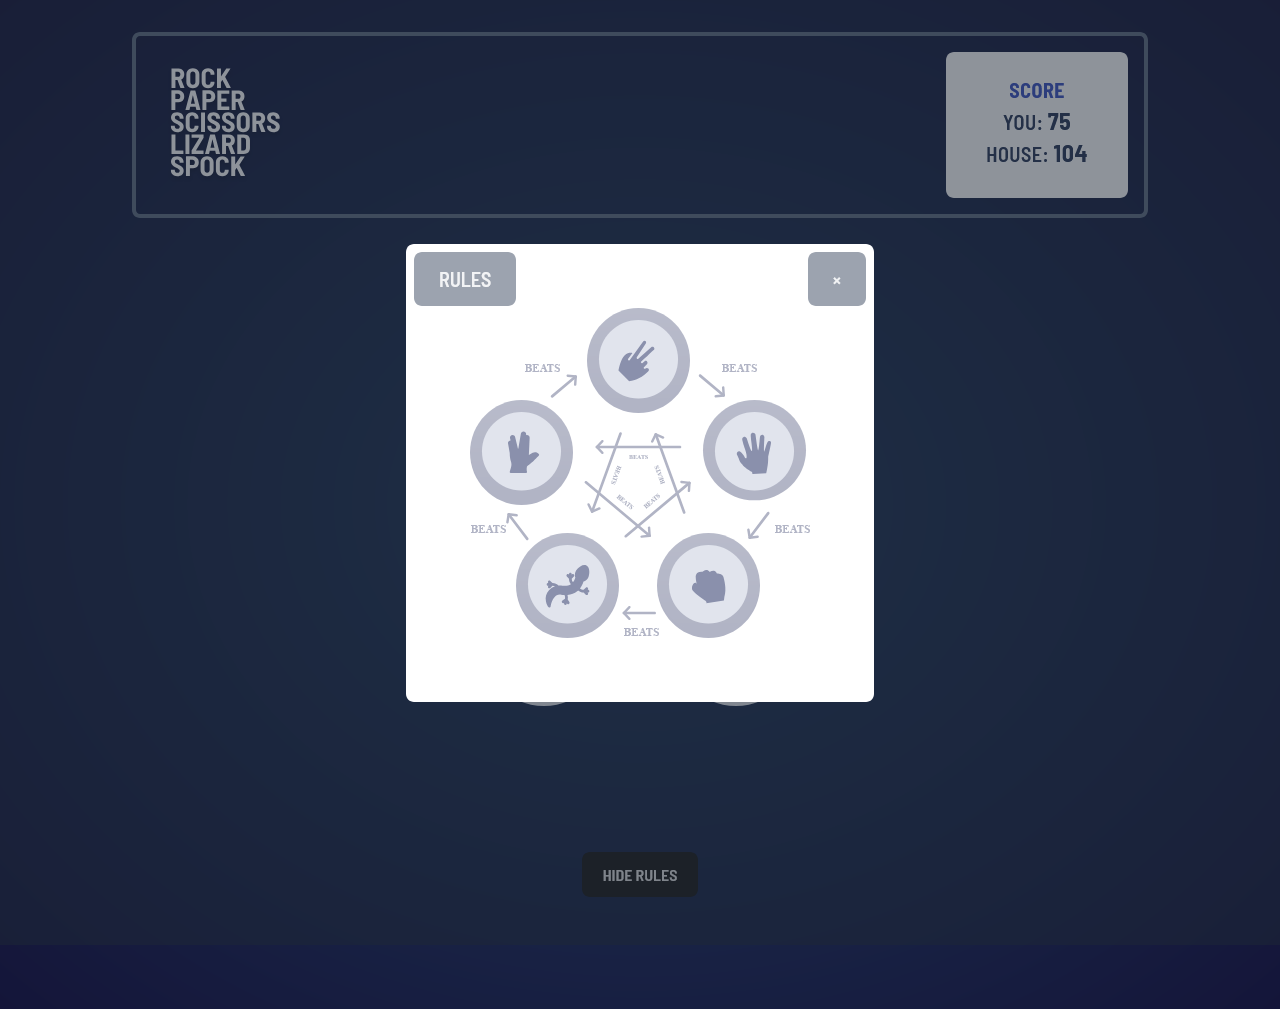 ROCK
PAPER
SCISSORS
LIZARD
SPOCK
SCORE
YOU: 75
HOUSE: 104
RULES
×
BEATS
BEATS
BEATS
BEATS
BEATS
BEATS
BEATS
BEATS
BEATS
BEATS
HIDE RULES